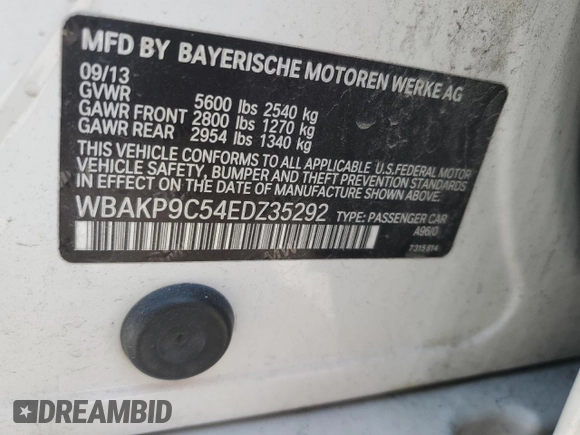 MFD BY BAYERISCHE MOTOREN WERKE AG
09/13
GVWR 5600 lbs 2540 kg
GAWR FRONT 2800 lbs 1270 kg
GAWR REAR 2954 lbs 1340 kg
THIS VEHICLE CONFORMS TO ALL APPLICABLE U.S.FEDERAL MOTOR
VEHICLE SAFETY, BUMPER AND THEFT PREVENTION STANDARDS
IN EFFECT ON THE DATE OF MANUFACTURE SHOWN ABOVE.
WBAKP9C54EDZ35292 TYPE: PASSENGER CAR
A96/0
7315614
DREAMBID